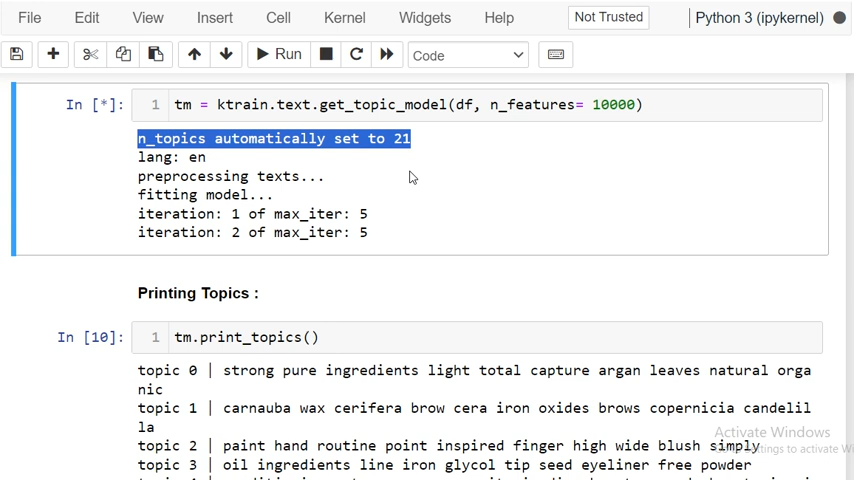 File Edit View Insert Cell Kernel Widgets Help Not Trusted Python 3 (ipykernel)
Run Code
In [*]: 1 tm = ktrain.text.get_topic_model(df, n_features= 10000)
n_topics automatically set to 21
lang: en
preprocessing texts...
fitting model...
iteration: 1 of max_iter: 5
iteration: 2 of max_iter: 5
Printing Topics :
In [10]: 1 tm.print_topics()
topic 0 | strong pure ingredients light total capture argan leaves natural orga
nic
topic 1 | carnauba wax cerifera brow cera iron oxides brows copernicia candelil
la
Activate Windows
topic 2 | paint hand routine point inspired finger high wide blush simply
ettings to activate Wi
topic 3 | oil ingredients line iron glycol tip seed eyeliner free powder